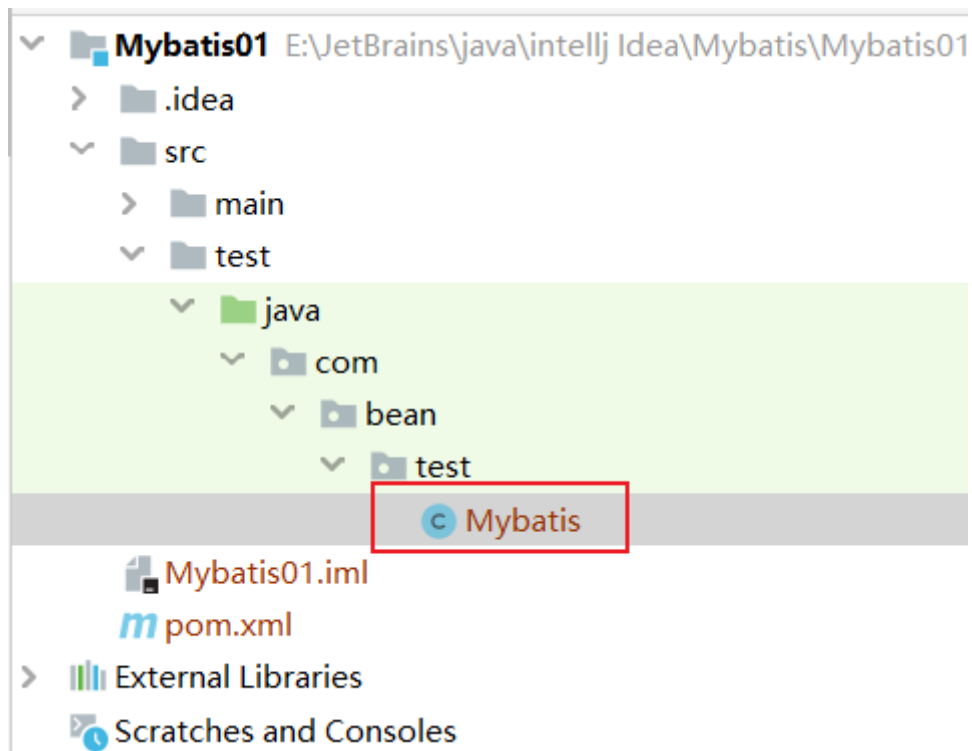 Mybatis01 E:\JetBrains\java\intellj Idea\Mybatis\Mybatis01
.idea
src
main
test
java
com
bean
test
C Mybatis
Mybatis01.iml
m pom.xml
External Libraries
Scratches and Consoles